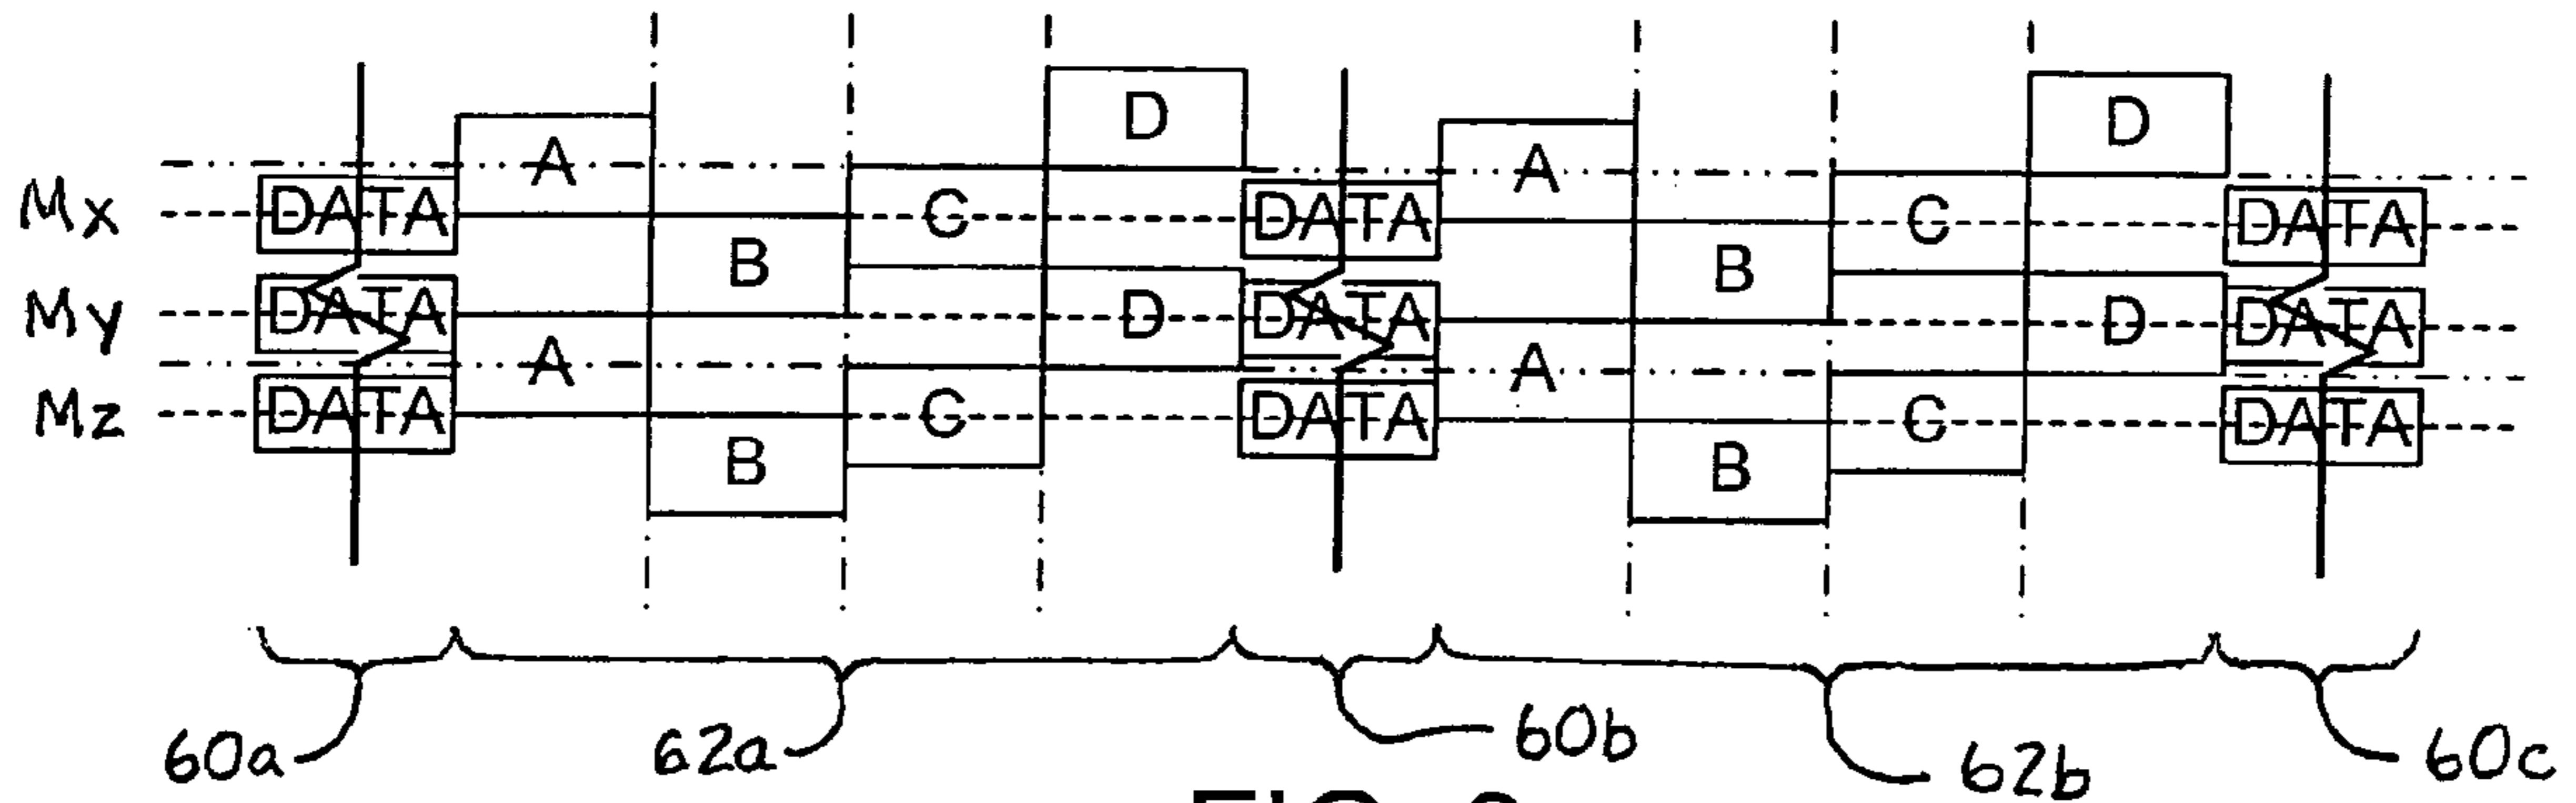 D D
A A
Mx DATA C DATA C DATA
B B
My DATA D DATA D DATA
A A
Mz DATA C DATA C DATA
B B
60a 62a 60b 62b 60c